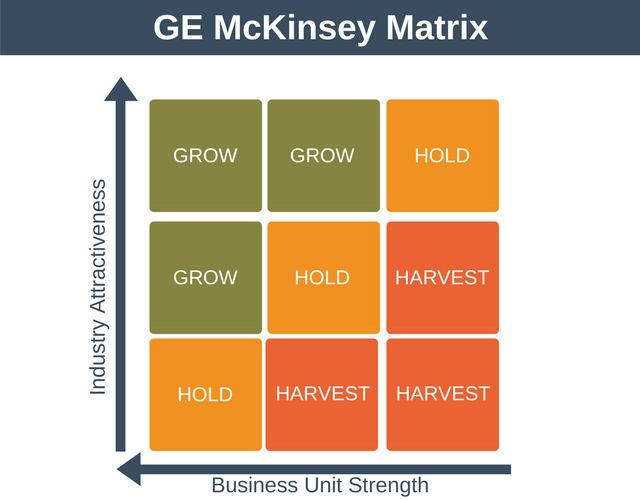 GE McKinsey Matrix
Industry Attractiveness
GROW
GROW
HOLD
GROW
HOLD
HARVEST
HOLD
HARVEST
HARVEST
Business Unit Strength